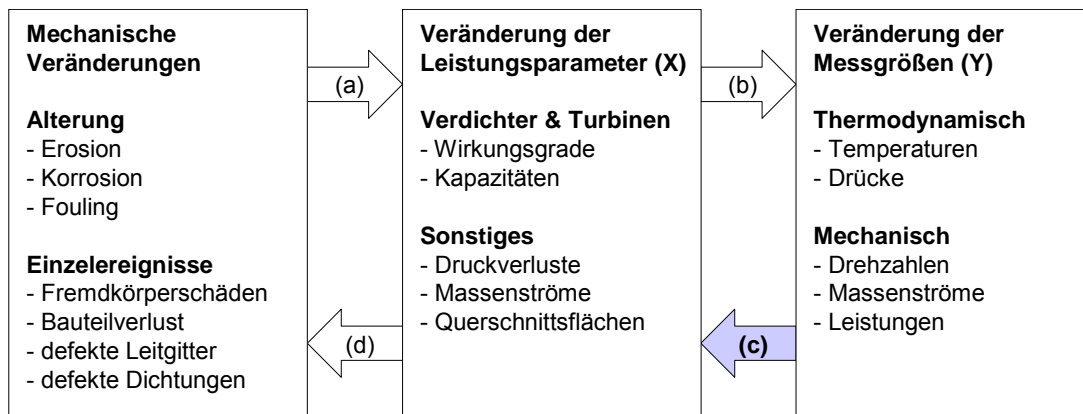 Mechanische
Veränderungen
Alterung
- Erosion
- Korrosion
- Fouling
Einzelereignisse
- Fremdkörperschäden
- Bauteilverlust
- defekte Leitgitter
- defekte Dichtungen
(a)
(d)
Veränderung der
Leistungsparameter (X)
Verdichter & Turbinen
- Wirkungsgrade
- Kapazitäten
Sonstiges
- Druckverluste
- Massenströme
- Querschnittsflächen
(b)
(c)
Veränderung der
Messgrößen (Y)
Thermodynamisch
- Temperaturen
- Drücke
Mechanisch
- Drehzahlen
- Massenströme
- Leistungen